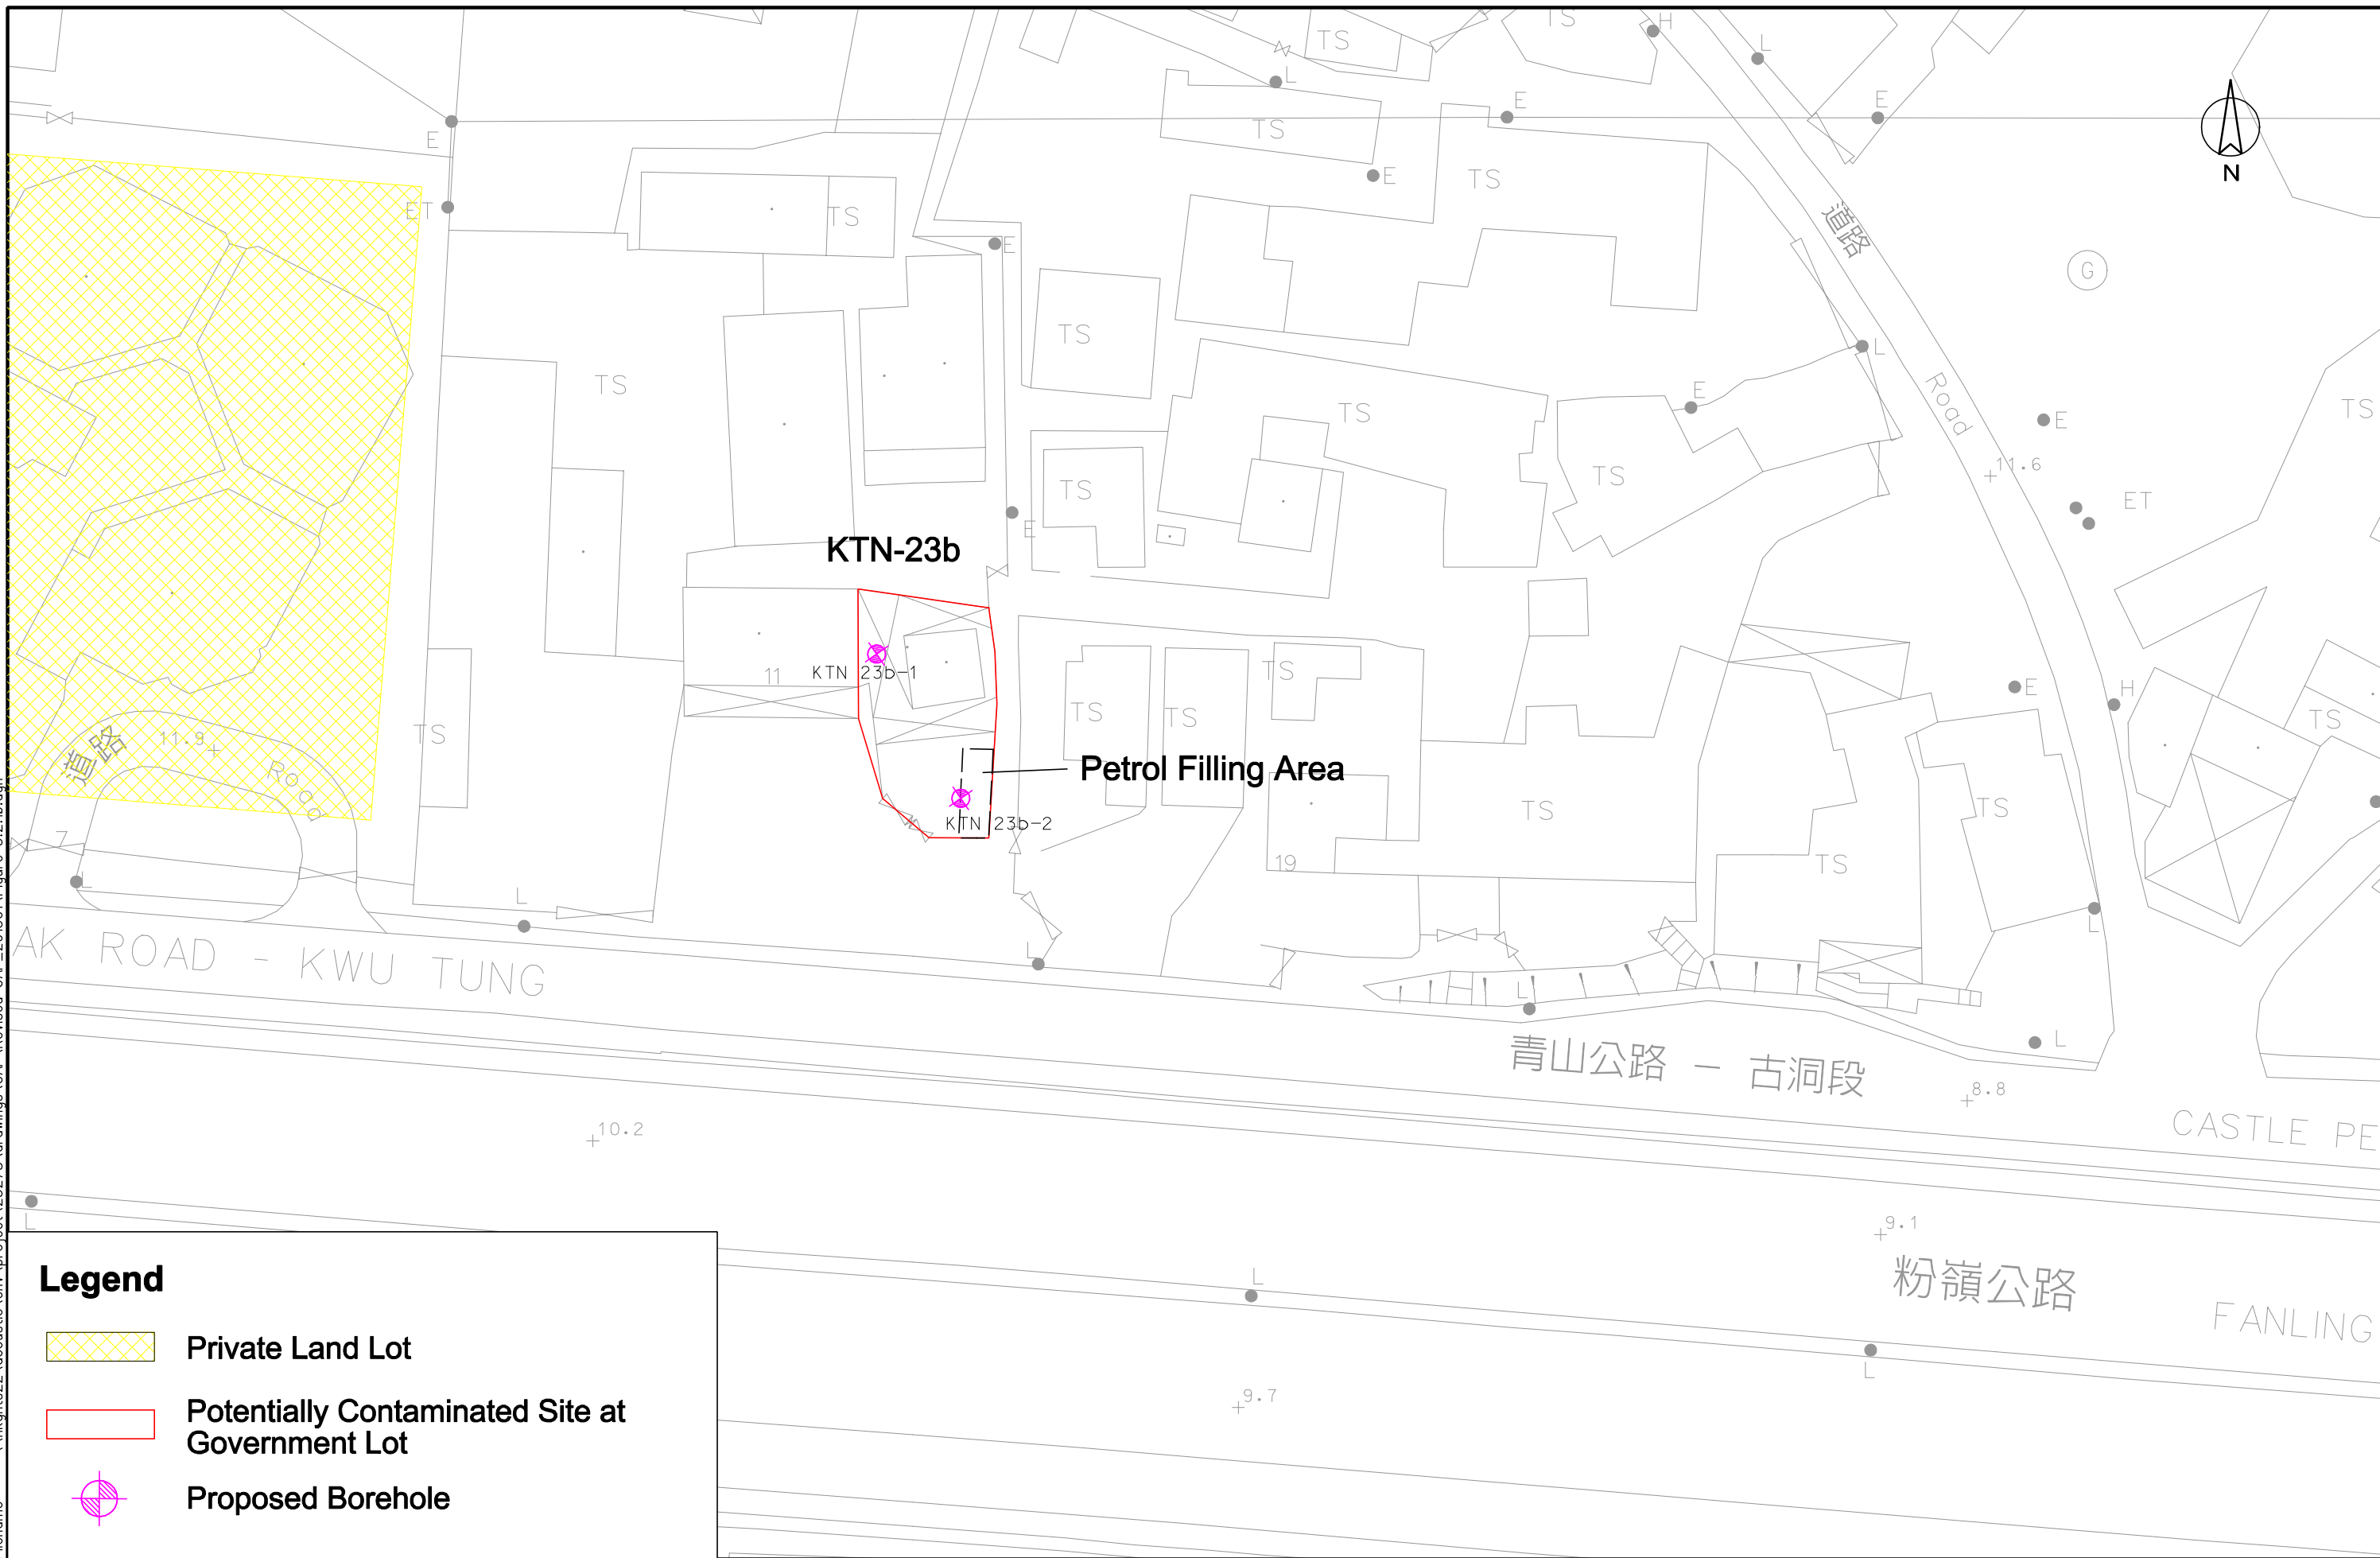 TS
H
L
TS
L
E
E
E
TS
E
TS
N
ET
TS
道路
E
G
TS
L
TS
Road
E
TS
TS
E
11.6
TS
TS
ET
E
KTN-23b
KTN 23b-1
11
TS
E
H
TS
TS
TS
TS
道路
11.9
Road
Petrol Filling Area
KTN 23b-2
TS
TS
7
19
TS
L
L
L
L
AK ROAD - KWU TUNG
L
青山公路 - 古洞段
L
8.8
10.2
CASTLE PE
L
9.1
粉嶺公路
FANLING
L
L
9.7
Legend
Private Land Lot
Potentially Contaminated Site at
Government Lot
Proposed Borehole